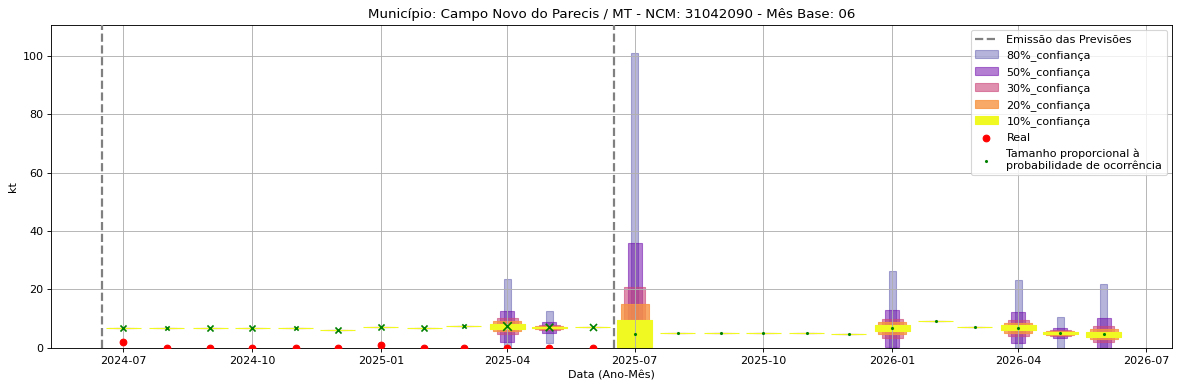 Município: Campo Novo do Parecis / MT - NCM: 31042090 - Mês Base: 06
Emissão das Previsões
80%_confiança
50%_confiança
30%_confiança
20%_confiança
10%_confiança
Real
Tamanho proporcional à
probabilidade de ocorrência
100
80
60
40
20
0
kt
2024-07
2024-10
2025-01
2025-04
2025-07
2025-10
2026-01
2026-04
2026-07
Data (Ano-Mês)